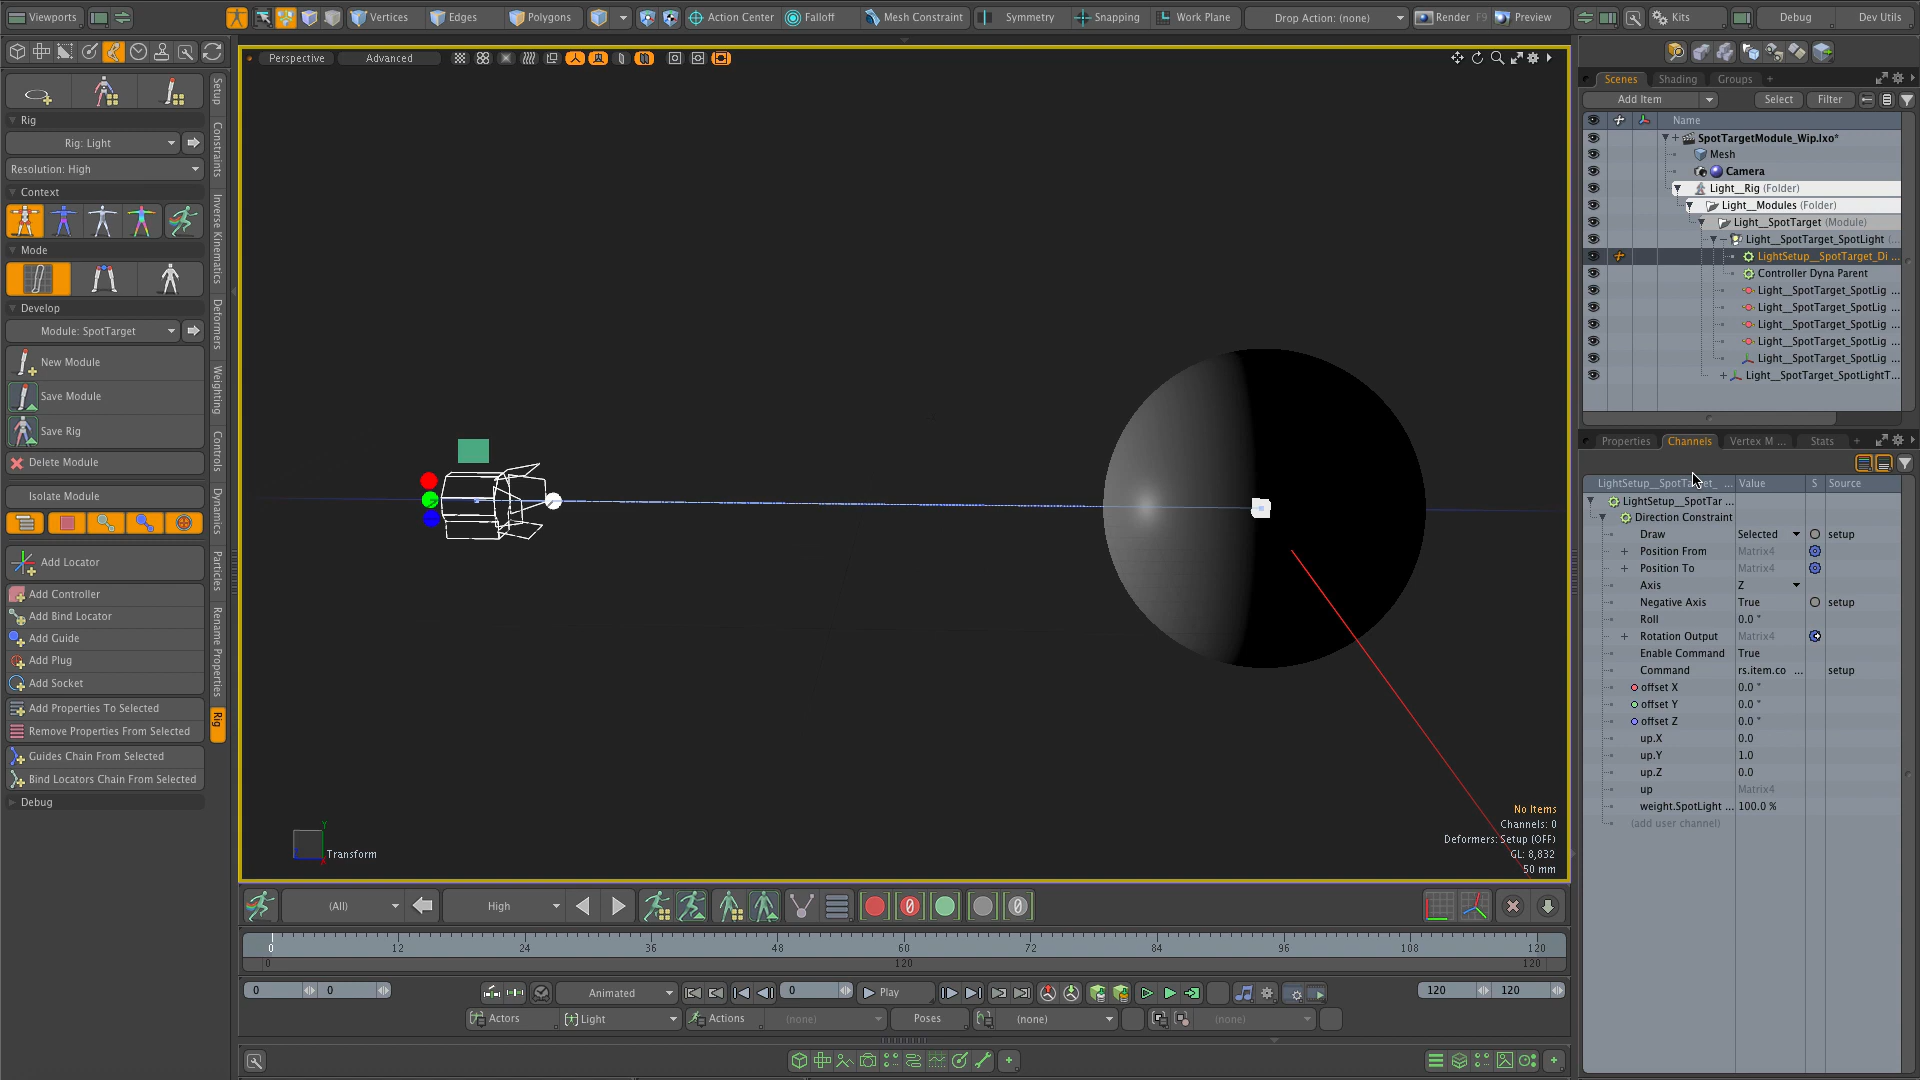 Viewports
Vertices
Edges
Polygons
Action Center
Falloff
Mesh Constraint
Symmetry
Snapping
Work Plane
Drop Action: (none)
Render F9
Preview
Kits
Debug
Dev Utils
Rig
Rig: Light
Resolution: High
Context
Mode
Develop
Module: SpotTarget
New Module
Save Module
Save Rig
Delete Module
Isolate Module
Add Locator
Add Controller
Add Bind Locator
Add Guide
Add Plug
Add Socket
Add Properties To Selected
Remove Properties From Selected
Guides Chain From Selected
Bind Locators Chain From Selected
Debug
Setup
Constraints
Inverse Kinematics
Deformers
Weighting
Controls
Dynamics
Particles
Rename Properties
Rig
Perspective
Advanced
No Items
Channels: 0
Deformers: Setup (OFF)
GL: 8,832
50 mm
Y
Transform
Scenes
Shading
Groups
+
Add Item
Select
Filter
Name
SpotTargetModule_Wip.lxo*
Mesh
Camera
Light__Rig (Folder)
Light__Modules (Folder)
Light__SpotTarget (Module)
Light__SpotTarget_SpotLight (...
LightSetup__SpotTarget_Di ...
Controller Dyna Parent
Light__SpotTarget_SpotLig ...
Light__SpotTarget_SpotLig ...
Light__SpotTarget_SpotLig ...
Light__SpotTarget_SpotLig ...
Light__SpotTarget_SpotLig ...
Light__SpotTarget_SpotLightT...
Properties
Channels
Vertex M ...
Stats
+
LightSetup__SpotTarget_ ...
Value
S
Source
LightSetup__SpotTar ...
Direction Constraint
Draw Selected setup
Position From Matrix4
Position To Matrix4
Axis Z
Negative Axis True setup
Roll 0.0 °
Rotation Output Matrix4
Enable Command True
Command rs.item.co ... setup
offset X 0.0 °
offset Y 0.0 °
offset Z 0.0 °
up.X 0.0
up.Y 1.0
up.Z 0.0
up Matrix4
weight.SpotLight ... 100.0 %
(add user channel)
(All)
High
0 12 24 36 48 60 72 84 96 108 120
0 120 120
0
0
Animated
0
Play
120
120
Actors
Light
Actions
(none)
Poses
(none)
(none)